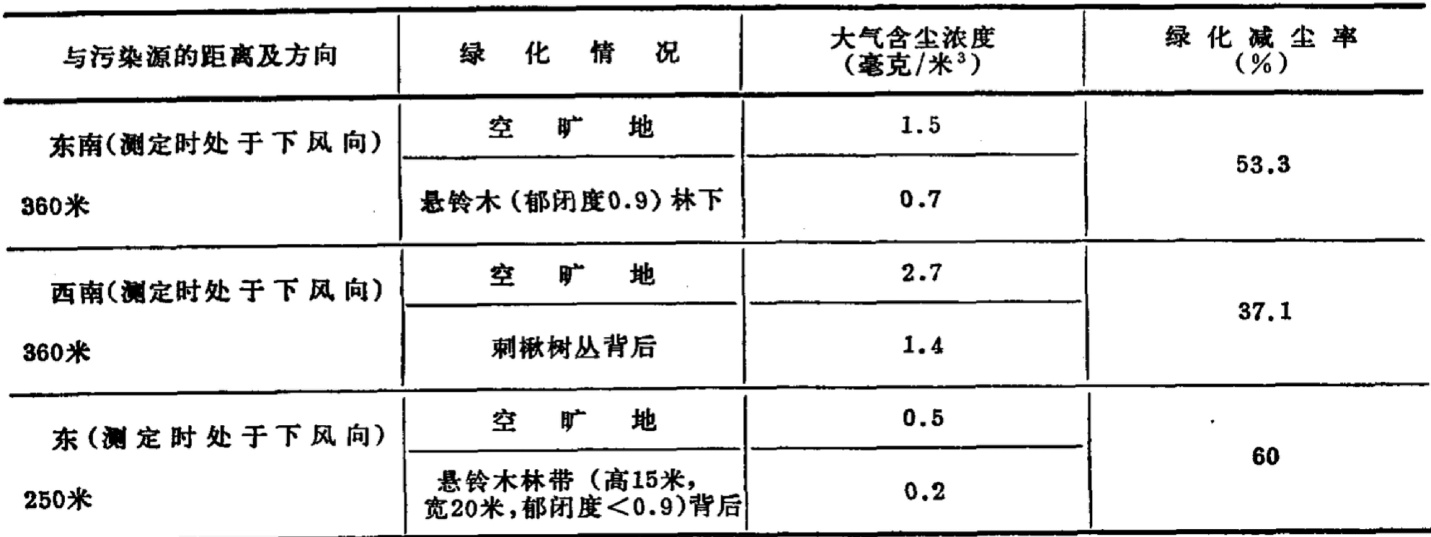 与污染源的距离及方向 绿化情况 大气含尘浓度 绿化减尘率
(毫克/米³) (%)
东南(测定时处于下风向) 空旷地 1.5 53.3
360米 悬铃木(郁闭度0.9)林下 0.7
西南(测定时处于下风向) 空旷地 2.7 37.1
360米 刺楸树丛背后 1.4
东(测定时处于下风向) 空旷地 0.5 60
250米 悬铃木林带(高15米, 0.2
宽20米,郁闭度<0.9)背后